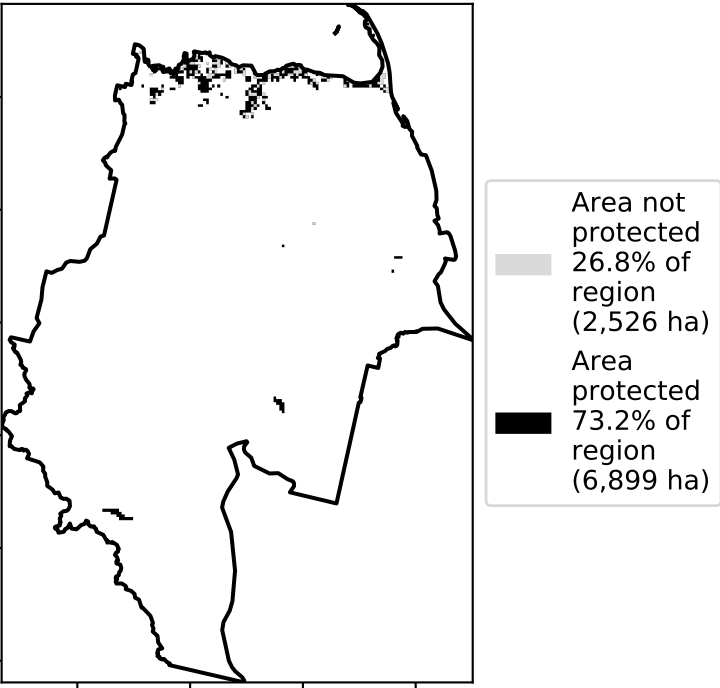 Area not
protected
26.8% of
region
(2,526 ha)
Area
protected
73.2% of
region
(6,899 ha)